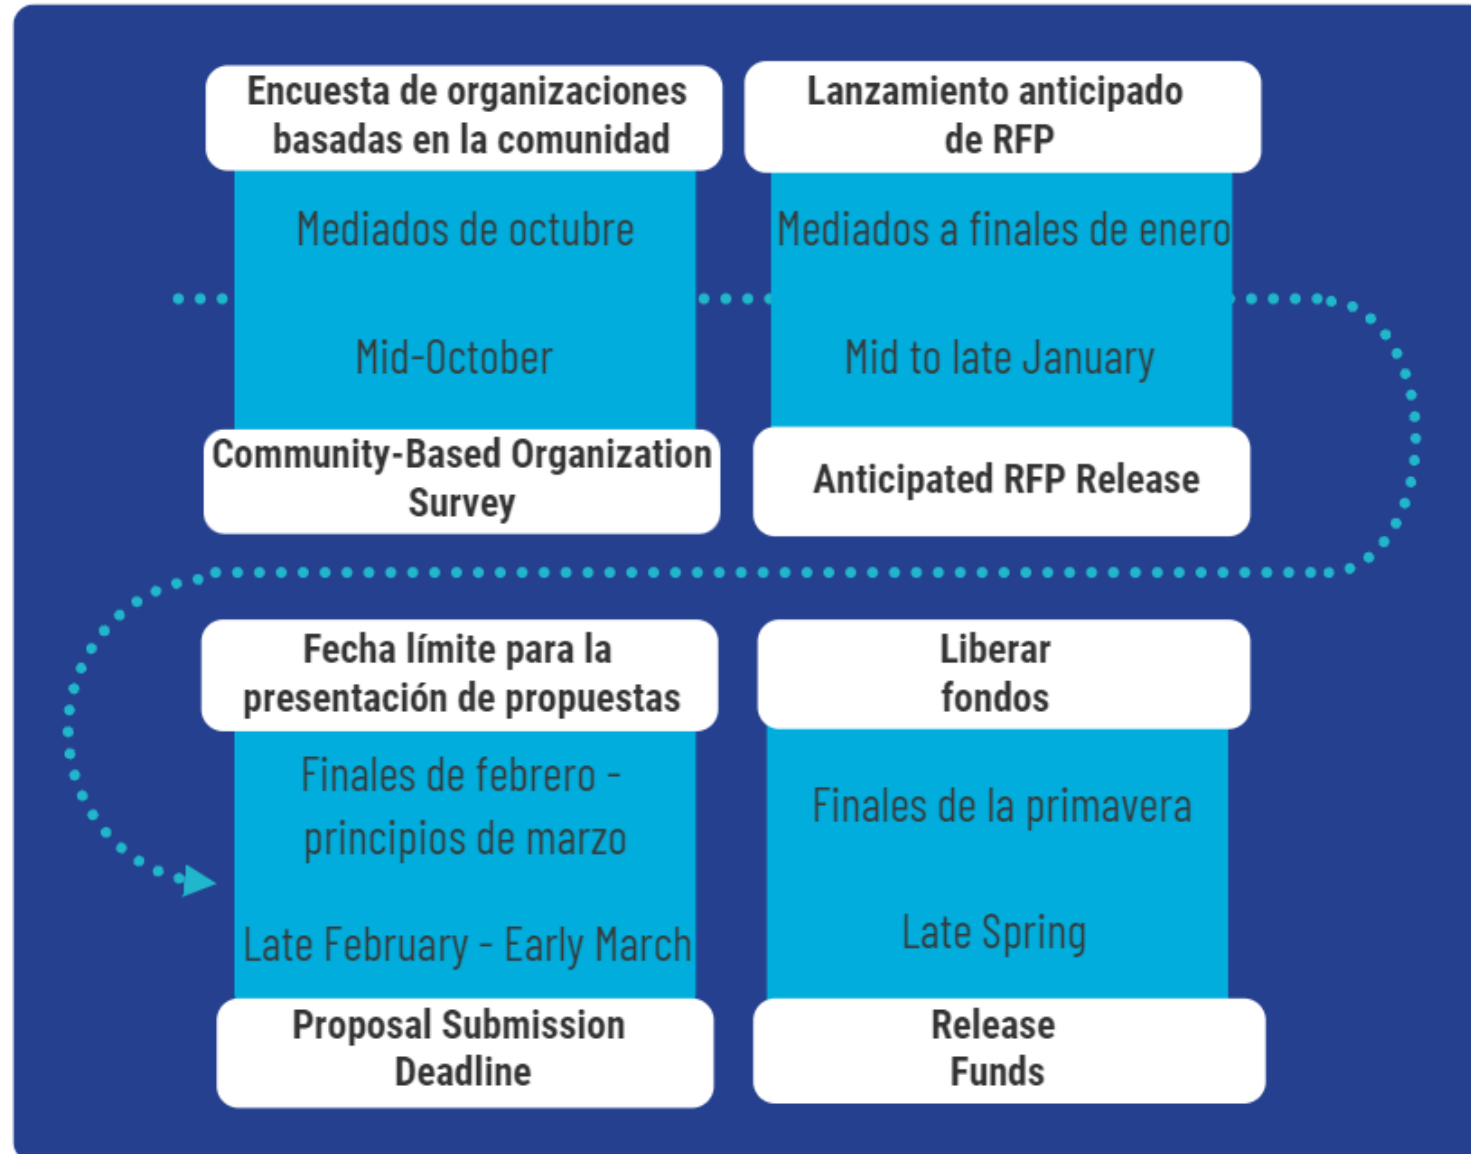 Encuesta de organizaciones
basadas en la comunidad
Mediados de octubre
Mid-October
Community-Based Organization
Survey
Lanzamiento anticipado
de RFP
Mediados a finales de enero
Mid to late January
Anticipated RFP Release
Fecha límite para la
presentación de propuestas
Finales de febrero -
principios de marzo
Late February - Early March
Proposal Submission
Deadline
Liberar
fondos
Finales de la primavera
Late Spring
Release
Funds